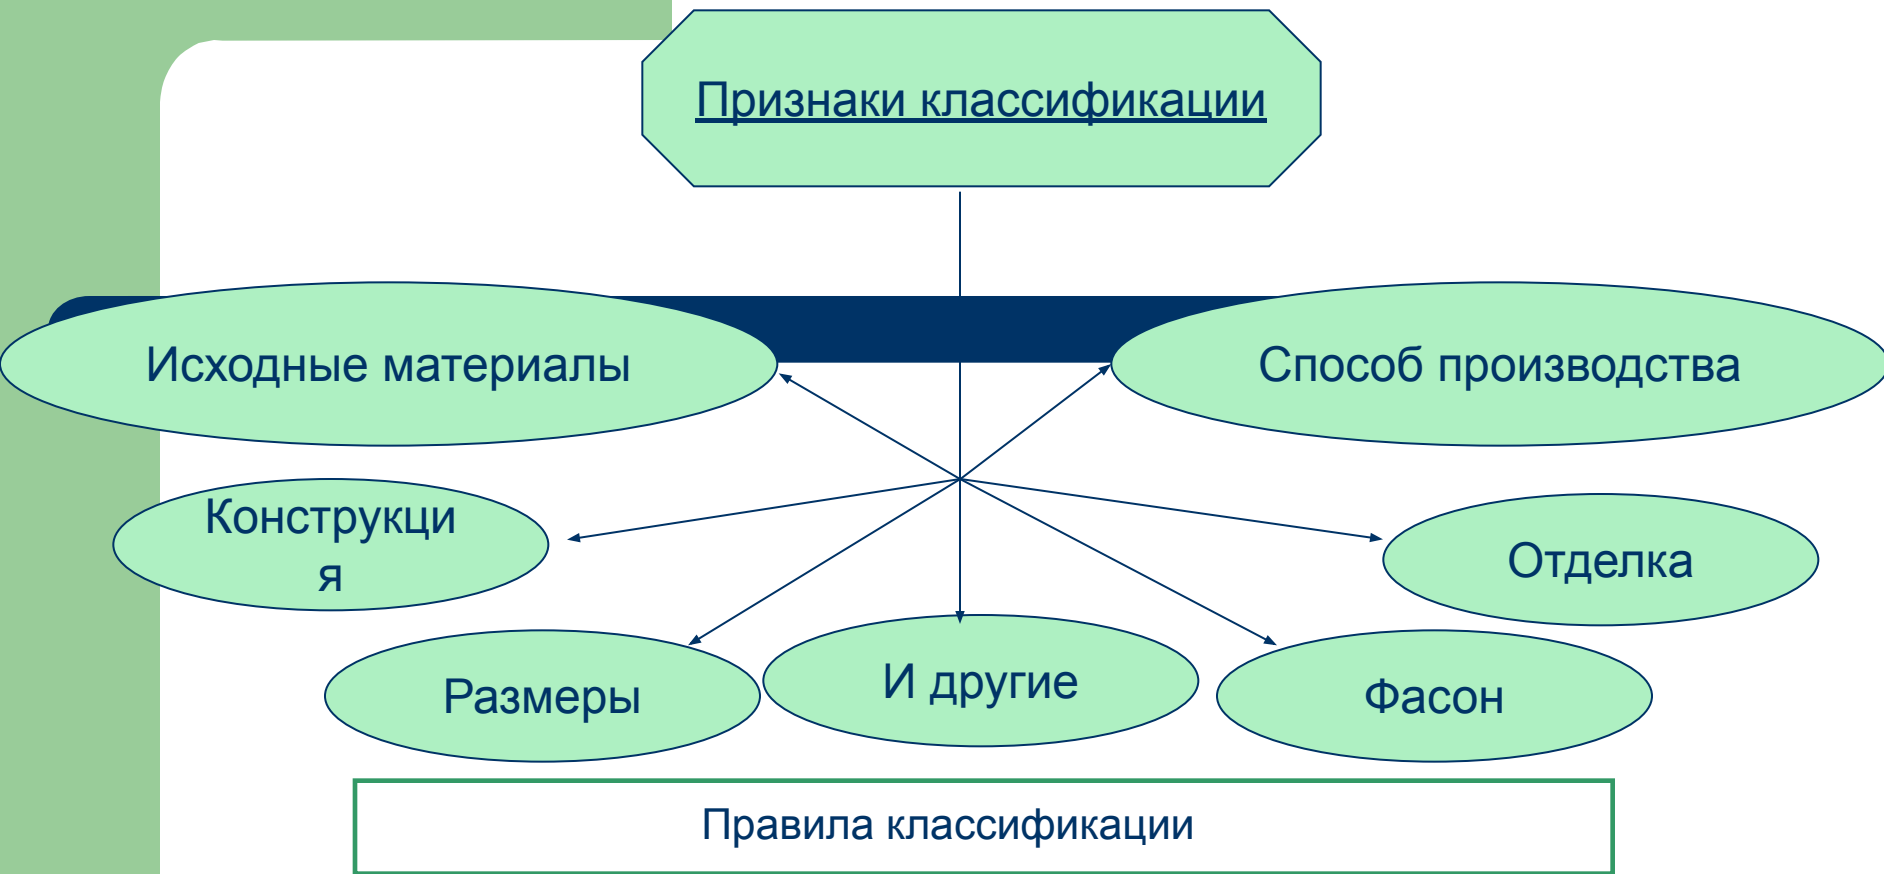 Признаки классификации
Исходные материалы
Способ производства
Конструкци
я
Отделка
Размеры
И другие
Фасон
Правила классификации